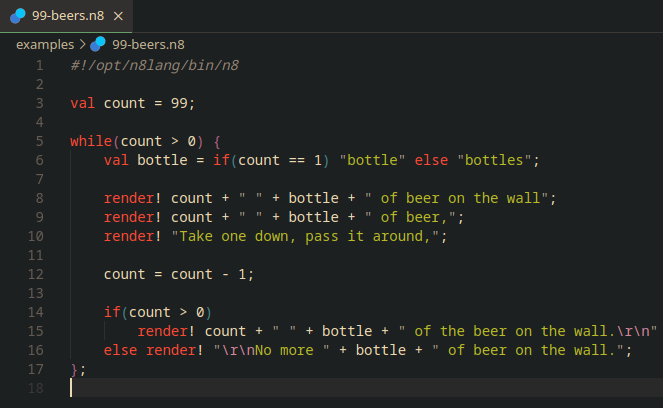 99-beers.n8 ×
examples > 99-beers.n8
1 #!/opt/n8lang/bin/n8
2
3 val count = 99;
4
5 while(count > 0) {
6 val bottle = if(count == 1) "bottle" else "bottles";
7
8 render! count + " " + bottle + " of beer on the wall";
9 render! count + " " + bottle + " of beer,";
10 render! "Take one down, pass it around,";
11
12 count = count - 1;
13
14 if(count > 0)
15 render! count + " " + bottle + " of the beer on the wall.\r\n"
16 else render! "\r\nNo more " + bottle + " of beer on the wall.";
17 };
18